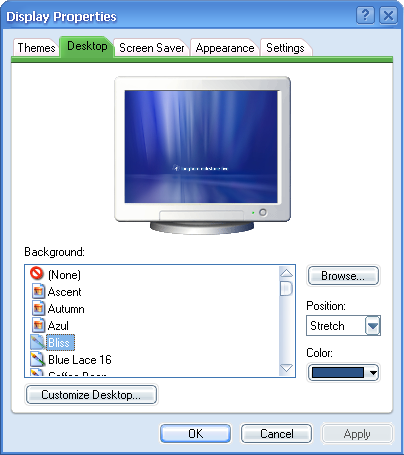 Display Properties
Themes Desktop Screen Saver Appearance Settings
Background:
(None)
Ascent
Autumn
Azul
Bliss
Blue Lace 16
Browse...
Position:
Stretch
Color:
Customize Desktop...
OK Cancel Apply